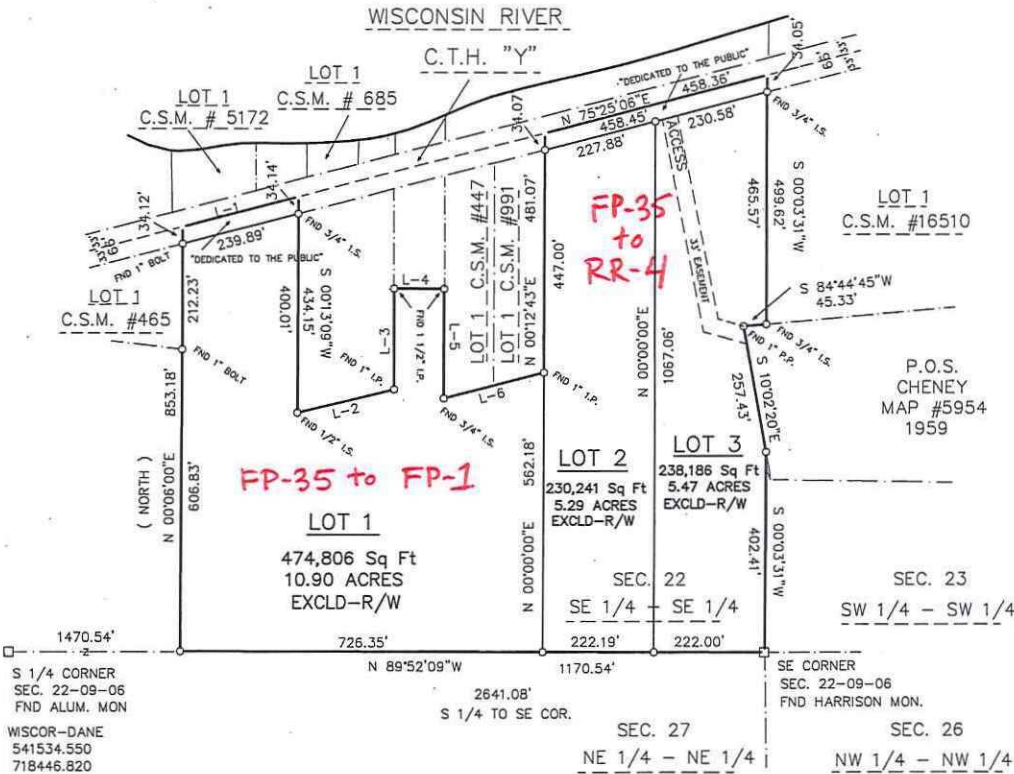 WISCONSIN RIVER
C.T.H. "Y"
LOT 1
C.S.M. # 685
LOT 1
C.S.M. # 5172
"DEDICATED TO THE PUBLIC"
34.05'
66'
33'
33'
N 75°25'06"E
458.36'
458.45'
230.58'
227.88'
34.07
34.14'
34.12'
L-1
239.89'
"DEDICATED TO THE PUBLIC"
33'
33'
66'
FND 1" BOLT
FND 3/4" I.S.
FND 3/4" I.S.
ACCESS
33' EASEMENT
FP-35
to
RR-4
S 00°03'31"W
499.62'
465.57'
LOT 1
C.S.M. #16510
S 84°44'45"W
45.33'
FND 3/4" I.S.
FND 1" P.P.
S 10°02'20"E
257.43'
P.O.S.
CHENEY
MAP #5954
1959
LOT 1
C.S.M. #465
212.23'
FND 1" BOLT
853.18'
( NORTH )
N 00°06'00"E
606.83'
S 00°13'09"W
434.15'
400.01'
L-4
L-3
FND 1 1/2" I.P.
L-5
FND 1" I.P.
L-2
FND 1/2" I.S.
L-6
FND 3/4" I.S.
LOT 1 C.S.M. #447
LOT 1 C.S.M. #991
N 00°12'43"E
481.07'
447.00'
FND 1" I.P.
N 00°00'00"E
1067.06'
FP-35 to FP-1
LOT 1
474,806 Sq Ft
10.90 ACRES
EXCLD-R/W
562.18'
N 00°00'00"E
LOT 2
230,241 Sq Ft
5.29 ACRES
EXCLD-R/W
LOT 3
238,186 Sq Ft
5.47 ACRES
EXCLD-R/W
S 00°03'31"W
402.41'
SEC. 22
SE 1/4 - SE 1/4
SEC. 23
SW 1/4 - SW 1/4
1470.54'
z
726.35'
222.19'
222.00'
N 89°52'09"W
1170.54'
2641.08'
S 1/4 TO SE COR.
S 1/4 CORNER
SEC. 22-09-06
FND ALUM. MON
WISCOR-DANE
541534.550
718446.820
SE CORNER
SEC. 22-09-06
FND HARRISON MON.
SEC. 27
NE 1/4 - NE 1/4
SEC. 26
NW 1/4 - NW 1/4